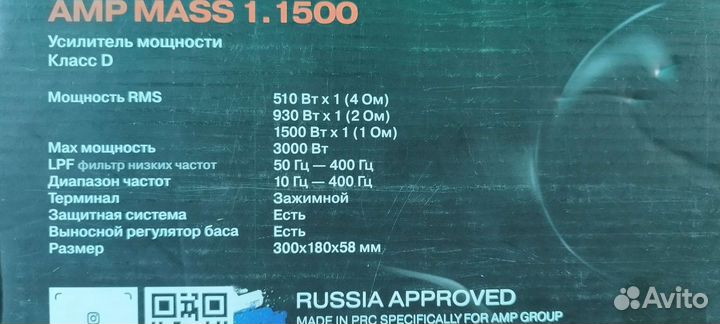 AMP MASS 1.1500
Усилитель мощности
Класс D
Мощность RMS 510 Вт x 1 (4 Ом)
930 Вт x 1 (2 Ом)
1500 Вт x 1 (1 Ом)
Max мощность 3000 Вт
LPF фильтр низких частот 50 Гц — 400 Гц
Диапазон частот 10 Гц — 400 Гц
Терминал Зажимной
Защитная система Есть
Выносной регулятор баса Есть
Размер 300x180x58 мм
RUSSIA APPROVED
MADE IN PRC SPECIFICALLY FOR AMP GROUP
Avito